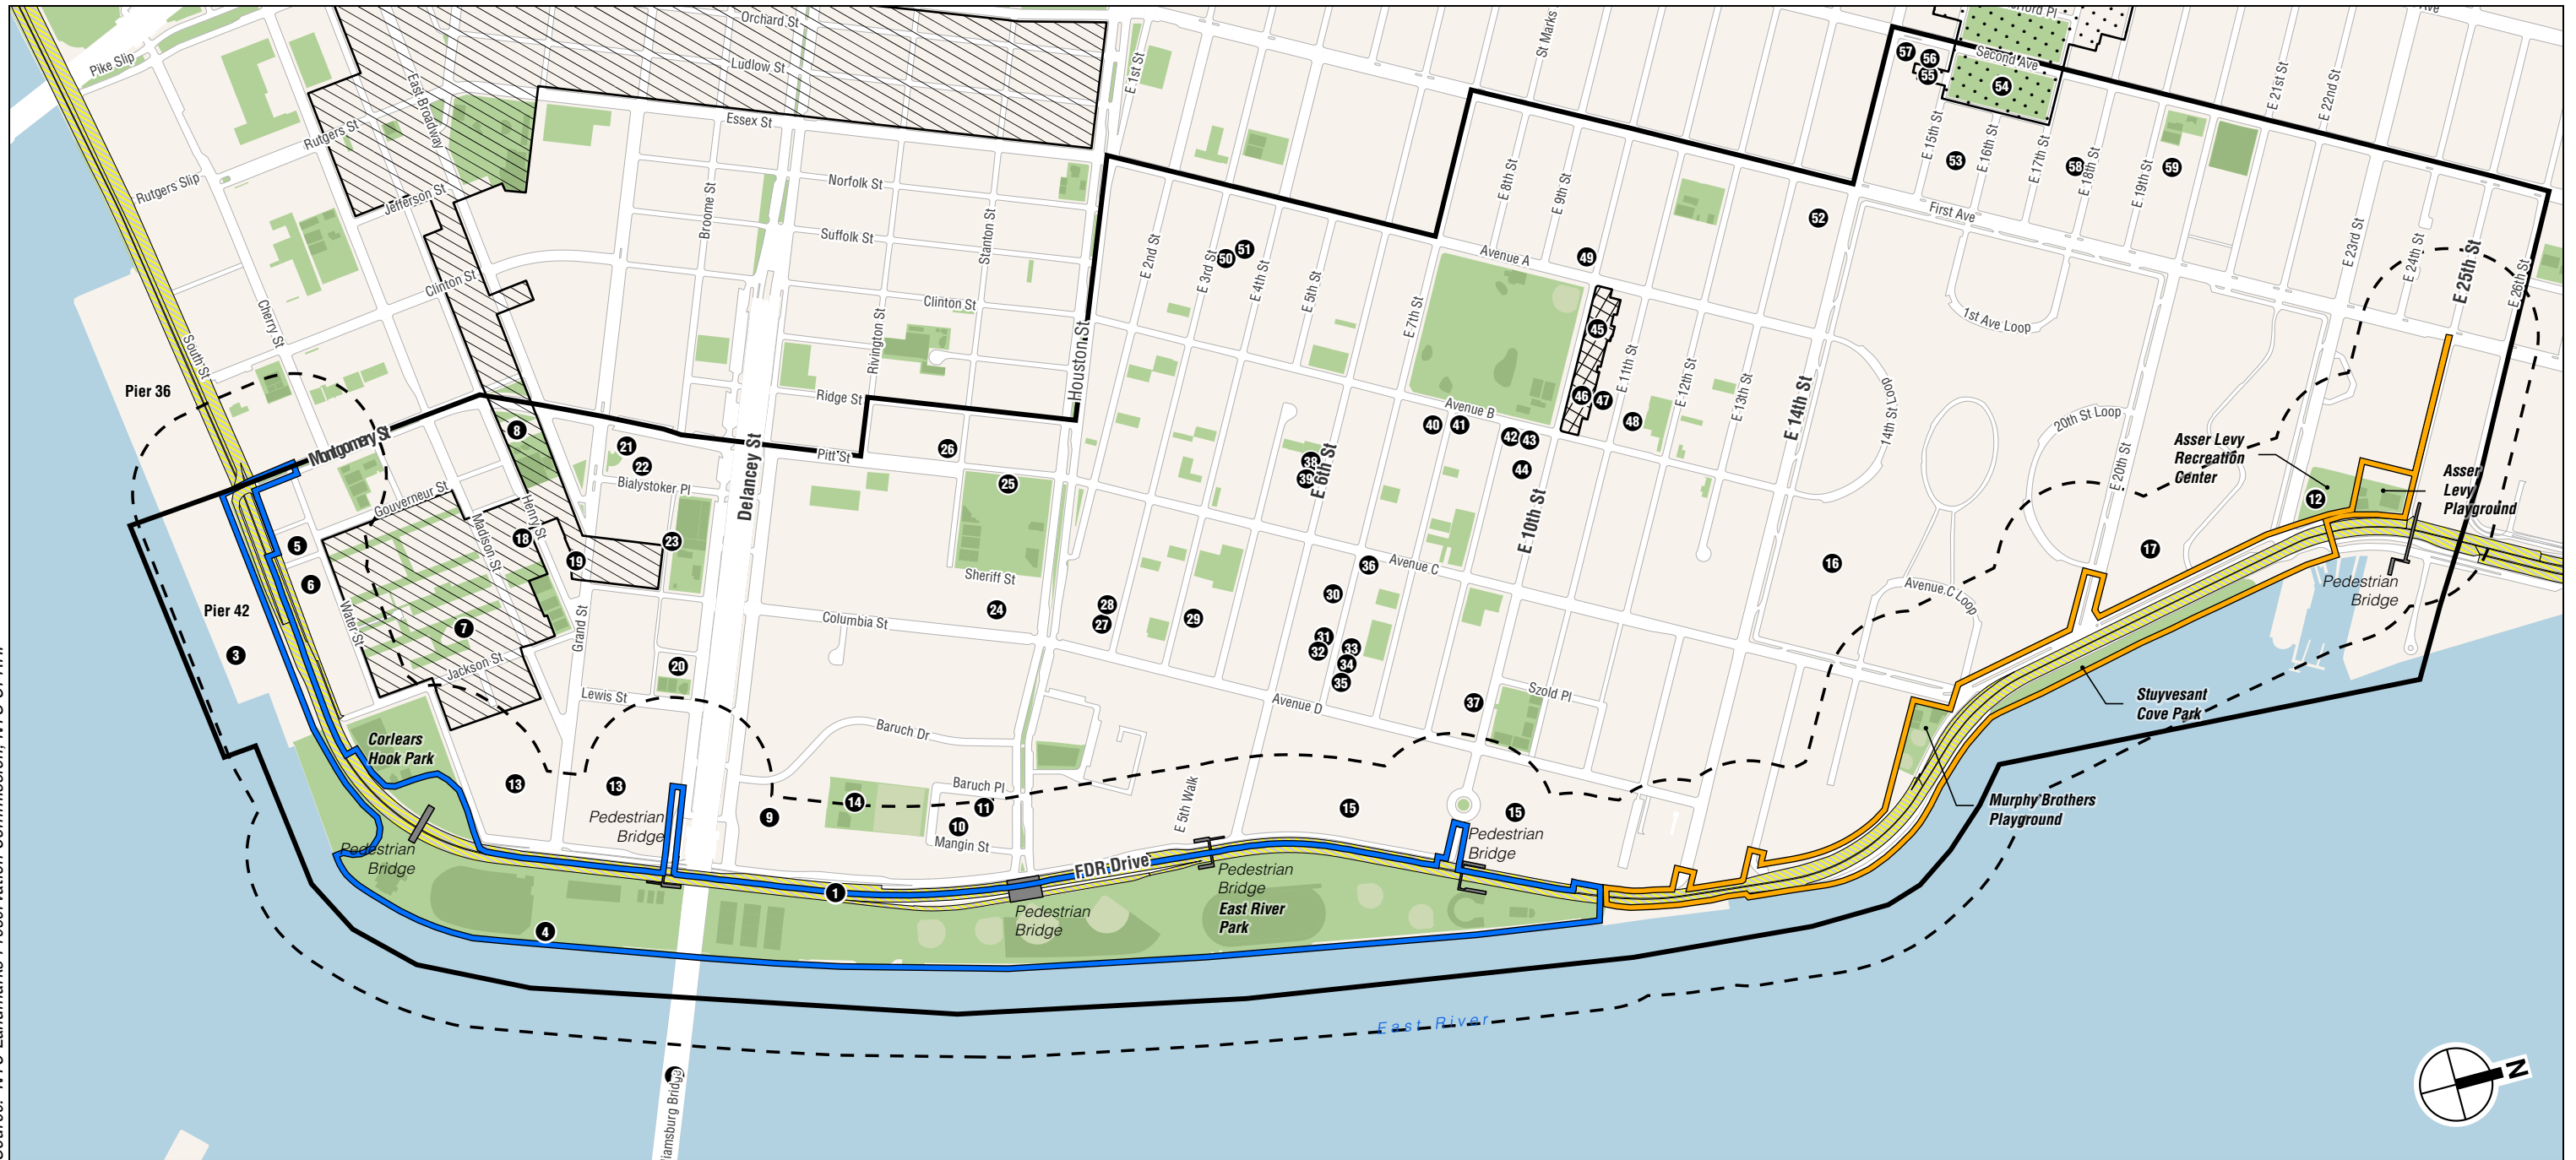 Orchard St
Ludlow St
Essex St
Norfolk St
Suffolk St
Clinton St
Ridge St
Pitt St
Pike Slip
East Broadway
Rutgers St
Rutgers Slip
Jefferson St
Clinton St
Cherry St
South St
Broome St
Stanton St
Rivington St
Houston St
Delancey St
E 1st St
E 2nd St
E 3rd St
E 4th St
E 5th St
E 6th St
E 7th St
E 8th St
E 9th St
E 10th St
E 11th St
E 12th St
E 13th St
E 14th St
St Marks
Avenue A
Avenue B
Avenue C
Avenue D
Second Ave
First Ave
E 15th St
E 16th St
E 17th St
E 18th St
E 19th St
E 20th St
E 21st St
E 22nd St
E 23rd St
E 24th St
E 25th St
E 26th St
1st Ave Loop
14th St Loop
20th St Loop
Avenue C Loop
57
56
55
54
53
58
59
52
51
50
49
45
46
47
48
40
41
42
43
44
38
39
36
30
31
32
33
34
35
37
29
28
27
26
25
24
23
22
21
20
19
18
17
16
15
15
14
13
13
12
11
10
9
8
7
6
5
4
3
1
Pier 36
Pier 42
Montgomery St
Gouveneur St
Madison St
Henry St
Water St
Jackson St
Grand St
Lewis St
Bialystoker Pl
Sheriff St
Columbia St
Baruch Dr
Baruch Pl
Mangin St
E 5th Walk
Szold Pl
FDR Drive
Corlears
Hook Park
Pedestrian
Bridge
Pedestrian
Bridge
Pedestrian
Bridge
Pedestrian
Bridge
Pedestrian
Bridge
Pedestrian
Bridge
East River
Park
Asser Levy
Recreation
Center
Asser
Levy
Playground
Stuyvesant
Cove Park
Murphy Brothers
Playground
East River
N